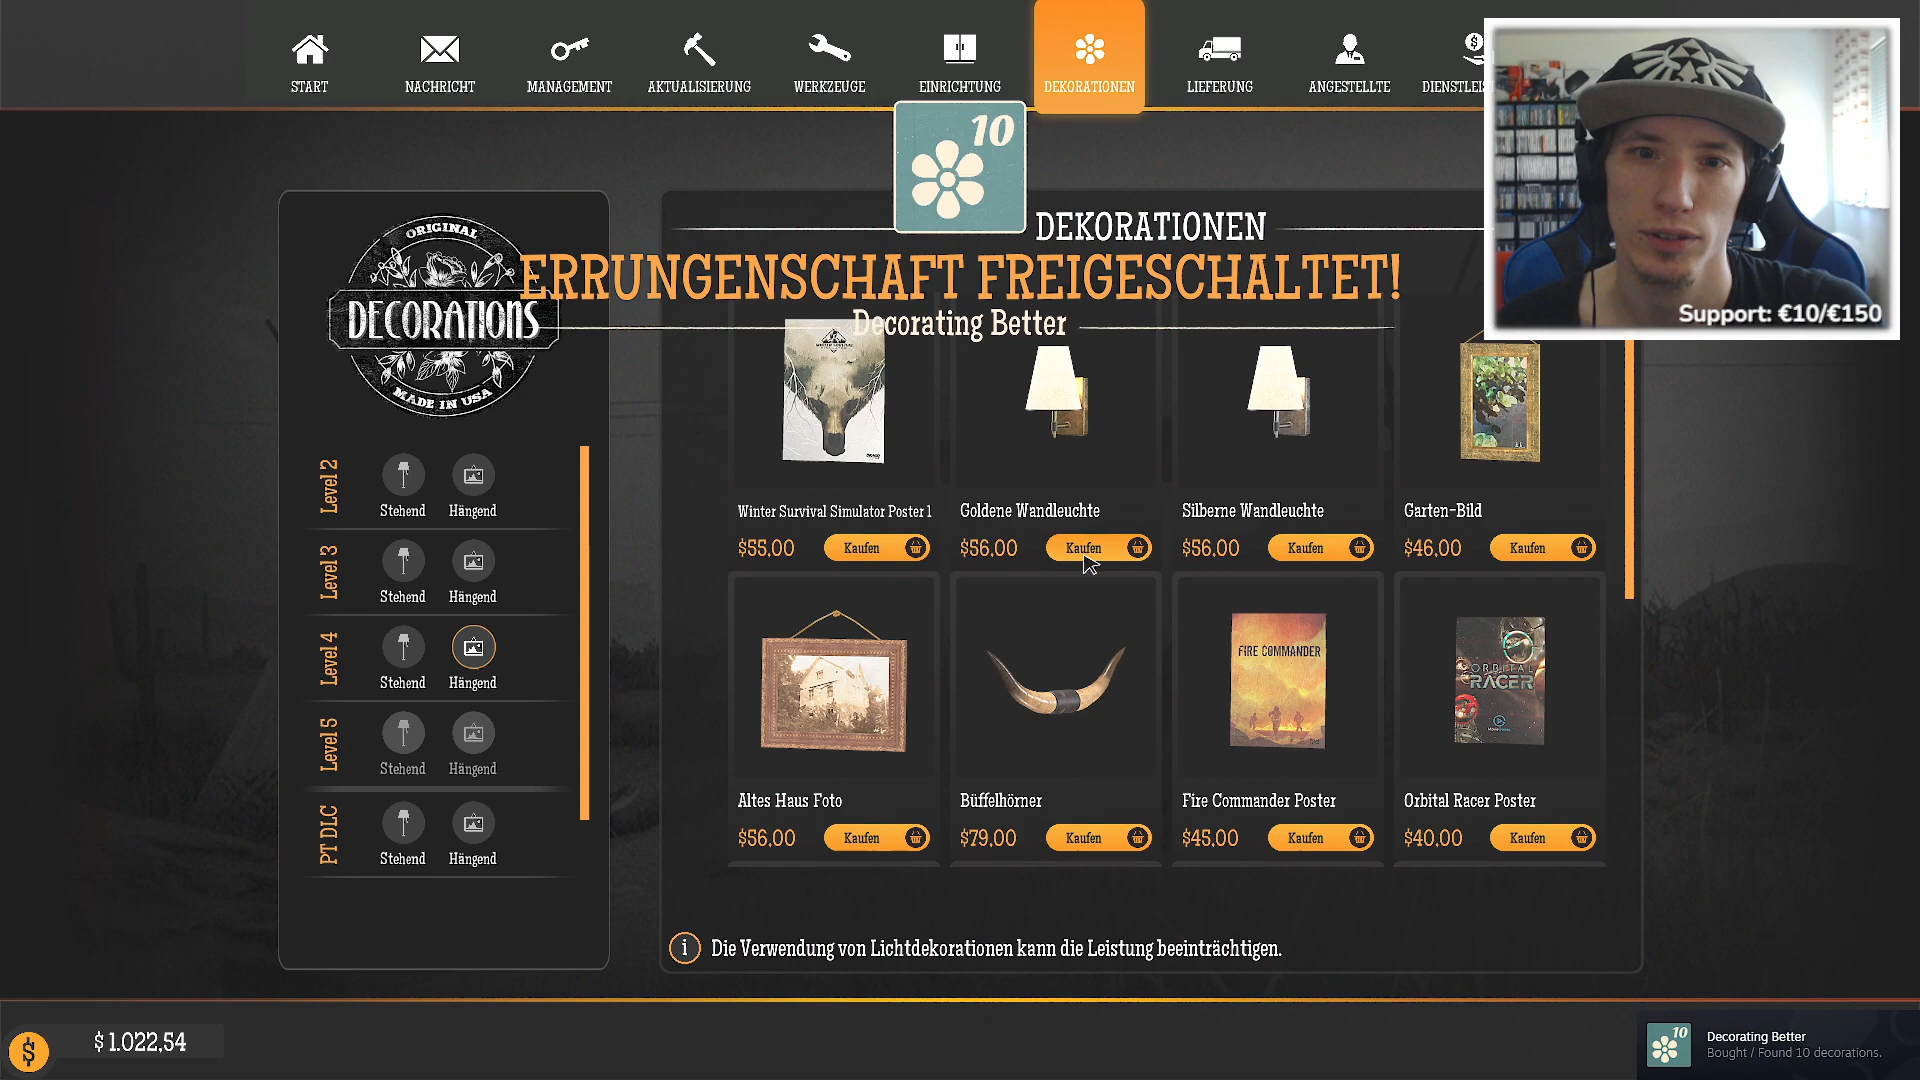 START
NACHRICHT
MANAGEMENT
AKTUALISIERUNG
WERKZEUGE
EINRICHTUNG
DEKORATIONEN
LIEFERUNG
ANGESTELLTE
10
DEKORATIONEN
ERRUNGENSCHAFT FREIGESCHALTET!
Decorating Better
Support: €10/€150
ORIGINAL
DECORATIONS
MADE IN USA
Level 2
Stehend
Hängend
Level 3
Stehend
Hängend
Level 4
Stehend
Hängend
Level 5
Stehend
Hängend
PT DLC
Stehend
Hängend
Winter Survival Simulator Poster 1
$55,00
Kaufen
Goldene Wandleuchte
$56,00
Kaufen
Silberne Wandleuchte
$56,00
Kaufen
Garten-Bild
$46,00
Kaufen
Altes Haus Foto
$56,00
Kaufen
Büffelhörner
$79,00
Kaufen
FIRE COMMANDER
Fire Commander Poster
$45,00
Kaufen
ORBITAL
RACER
Orbital Racer Poster
$40,00
Kaufen
i
Die Verwendung von Lichtdekorationen kann die Leistung beeinträchtigen.
$ 1.022,54
10
Decorating Better
Bought / Found 10 decorations.